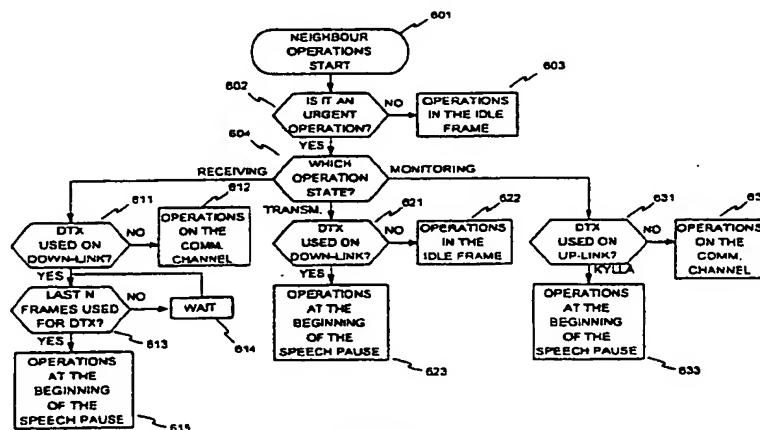 601
NEIGHBOUR
OPERATIONS
START
603
602
IS IT AN
URGENT
OPERATION?
NO
OPERATIONS
IN THE IDLE
FRAME
604
YES
RECEIVING
WHICH
OPERATION
STATE?
MONITORING
611
612
TRANSM.
621
622
631
DTX
USED ON
DOWN-LINK?
NO
OPERATIONS
ON THE
COMM.
CHANNEL
DTX
USED ON
DOWN-LINK?
NO
OPERATIONS
IN THE
IDLE FRAME
DTX
USED ON
UP-LINK?
NO
OPERATIONS
ON THE
COMM.
CHANNEL
YES
YES
KYLLA
LAST N
FRAMES USED
FOR DTX?
NO
WAIT
614
YES
613
OPERATIONS
AT THE
BEGINNING
OF THE
SPEECH PAUSE
623
OPERATIONS
AT THE
BEGINNING
OF THE
SPEECH PAUSE
633
OPERATIONS
AT THE
BEGINNING
OF THE
SPEECH PAUSE
615